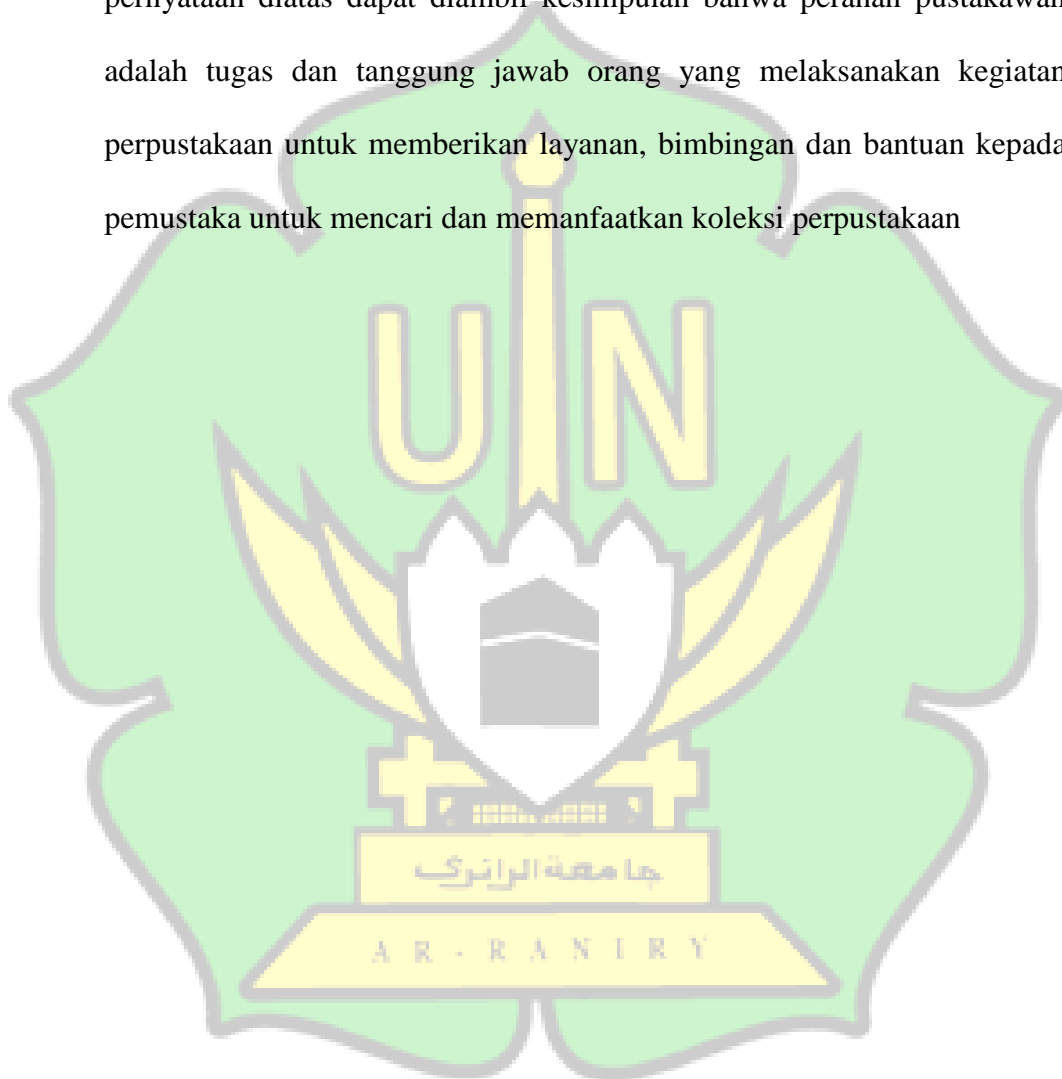 pernyataan diatas dapat diambil kesimpulan bahwa peranan pustakawan
adalah tugas dan tanggung jawab orang yang melaksanakan kegiatan
perpustakaan untuk memberikan layanan, bimbingan dan bantuan kepada
pemustaka untuk mencari dan memanfaatkan koleksi perpustakaan
UIN
جامعة الرانري
AR-RANIRY